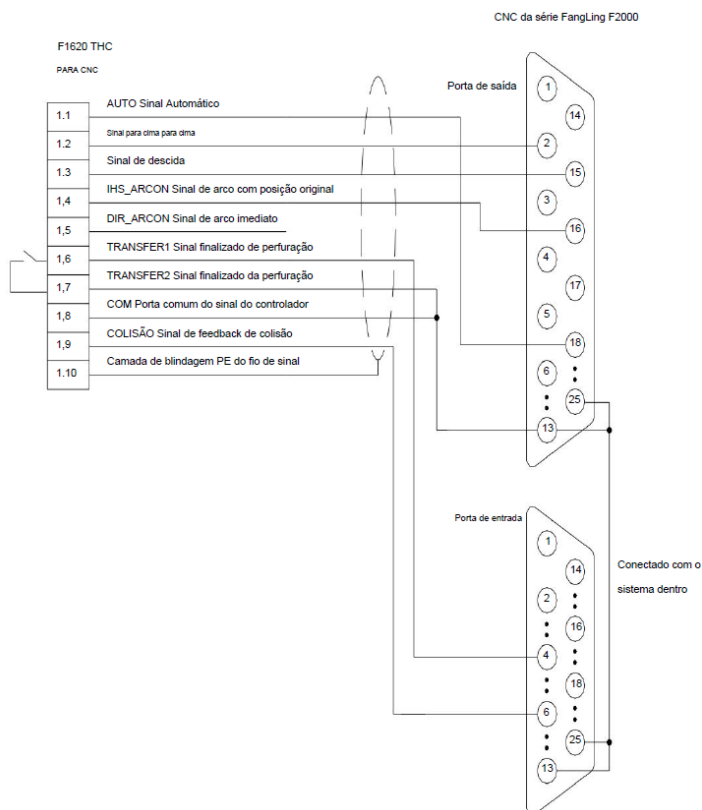 CNC da série FangLing F2000
F1620 THC
PARA CNC
Porta de saída
1.1 AUTO Sinal Automático
1.2 Sinal para cima para cima
1.3 Sinal de descida
1,4 IHS_ARCON Sinal de arco com posição original
1,5 DIR_ARCON Sinal de arco imediato
1,6 TRANSFER1 Sinal finalizado de perfuração
1,7 TRANSFER2 Sinal finalizado da perfuração
1,8 COM Porta comum do sinal do controlador
1,9 COLISÃO Sinal de feedback de colisão
1.10 Camada de blindagem PE do fio de sinal
1
14
2
15
3
16
4
17
5
18
6
25
13
Porta de entrada
1
14
2
16
4
18
6
25
13
Conectado com o
sistema dentro